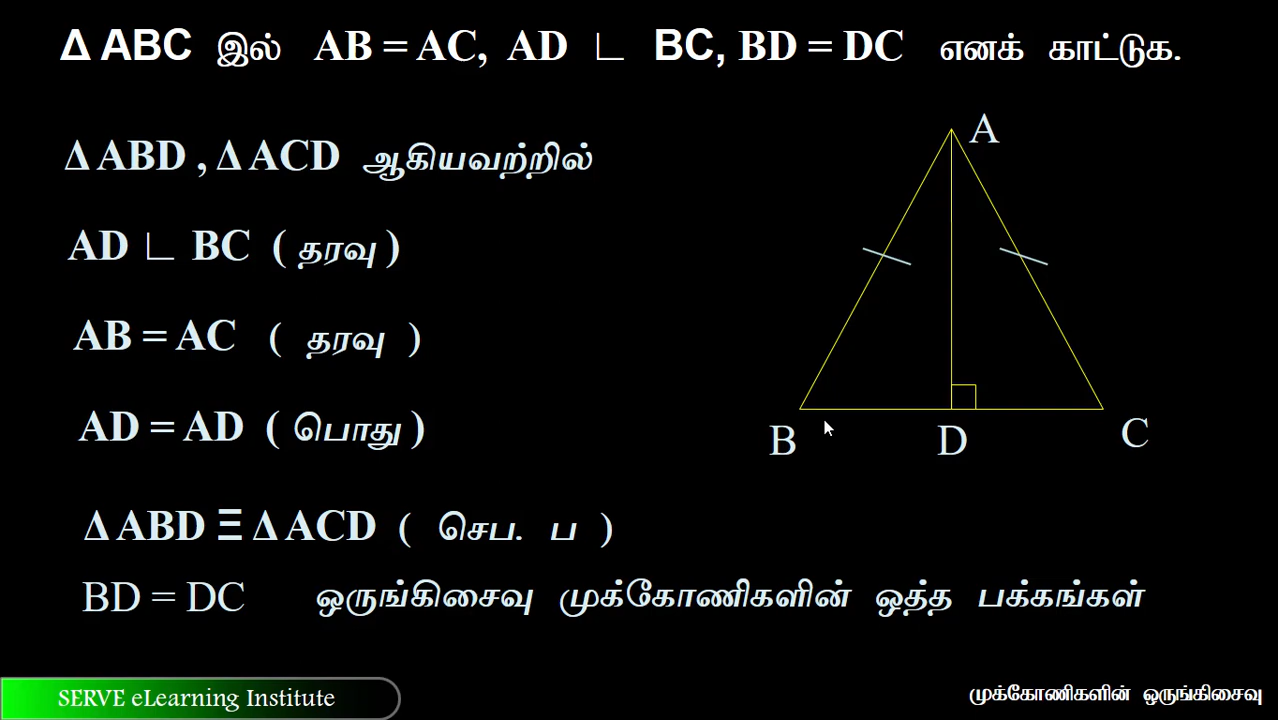 Δ ABC இல் AB = AC, AD ∟ BC, BD = DC எனக் காட்டுக.
Δ ABD , Δ ACD ஆகியவற்றில்
AD ∟ BC ( தரவு )
AB = AC ( தரவு )
AD = AD ( பொது )
Δ ABD Ξ Δ ACD ( செப. ப )
BD = DC ஒருங்கிசைவு முக்கோணிகளின் ஒத்த பக்கங்கள்
A
B
D
C
SERVE eLearning Institute
முக்கோணிகளின் ஒருங்கிசைவு